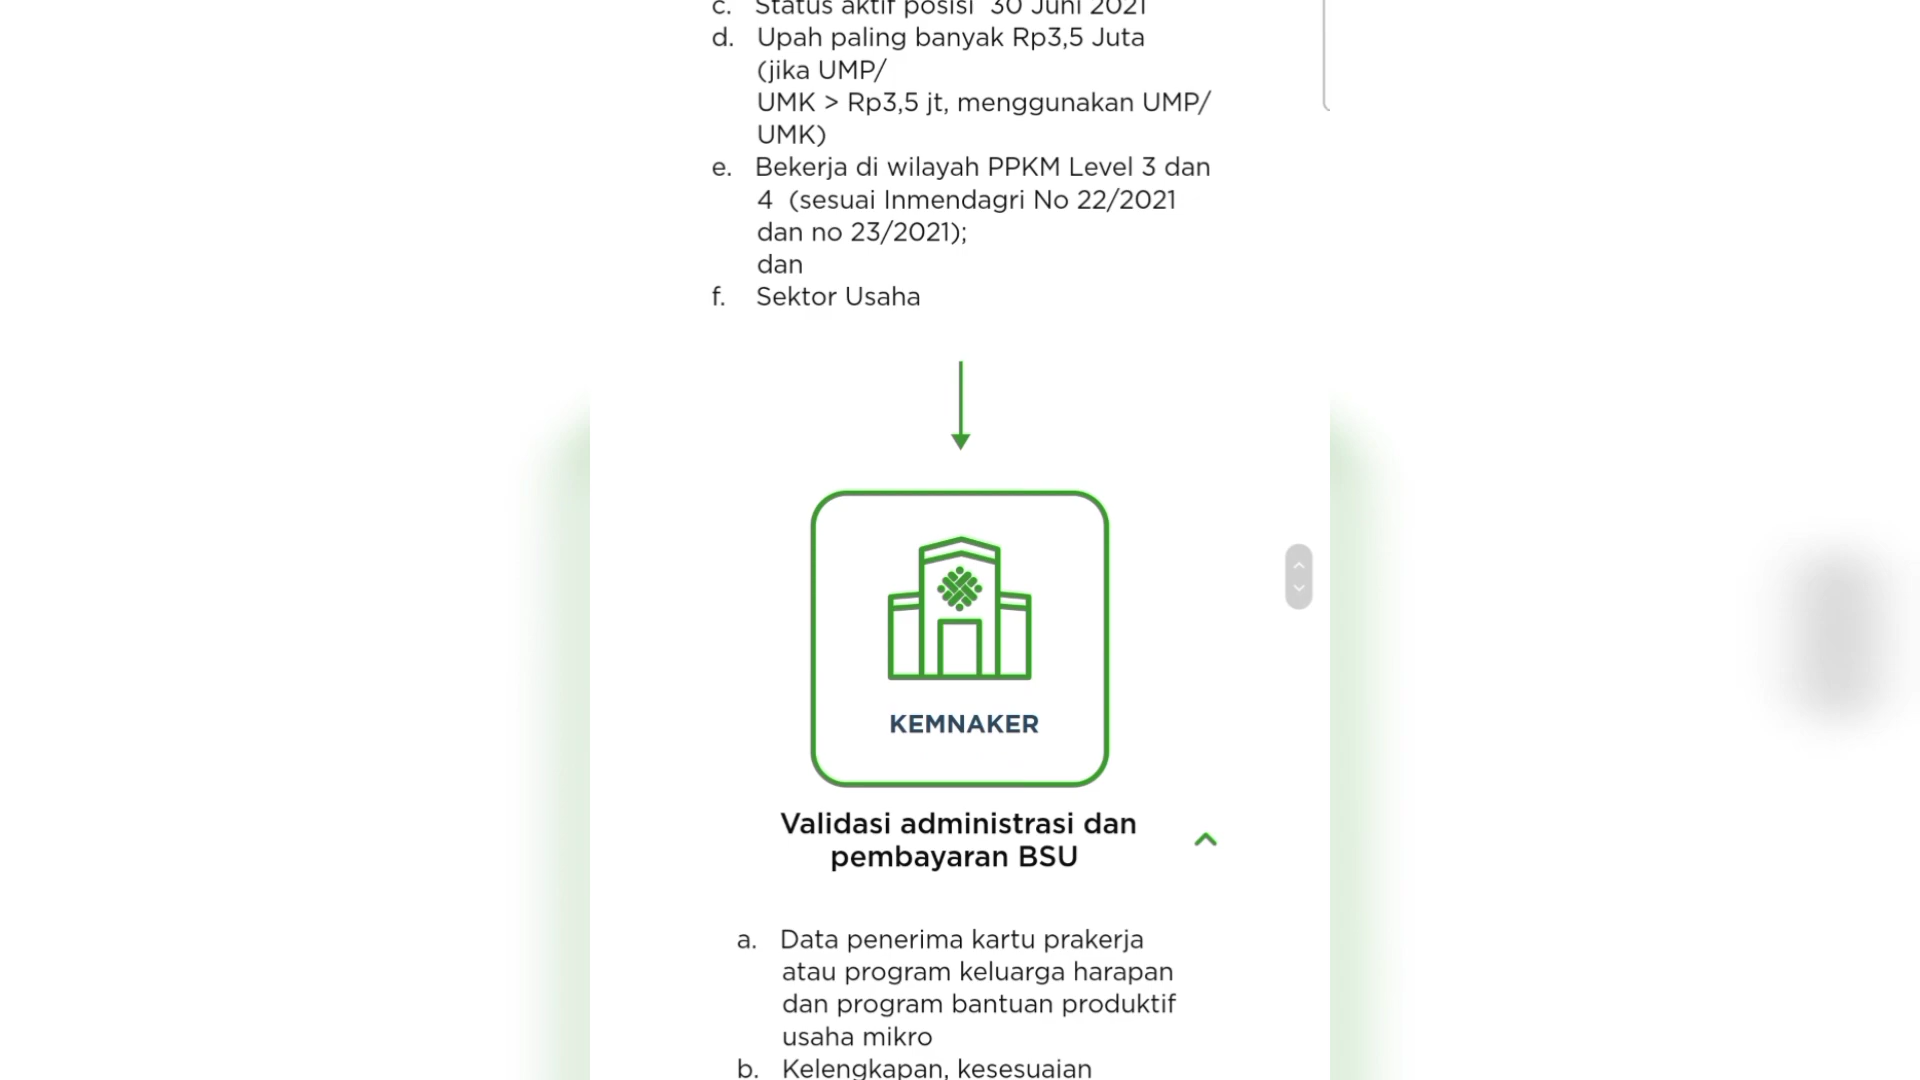 c. Status aktif posisi 30 Juni 2021
d. Upah paling banyak Rp3,5 Juta
(jika UMP/
UMK > Rp3,5 jt, menggunakan UMP/
UMK)
e. Bekerja di wilayah PPKM Level 3 dan
4 (sesuai Inmendagri No 22/2021
dan no 23/2021);
dan
f. Sektor Usaha
KEMNAKER
Validasi administrasi dan
pembayaran BSU
a. Data penerima kartu prakerja
atau program keluarga harapan
dan program bantuan produktif
usaha mikro
b. Kelengkapan, kesesuaian